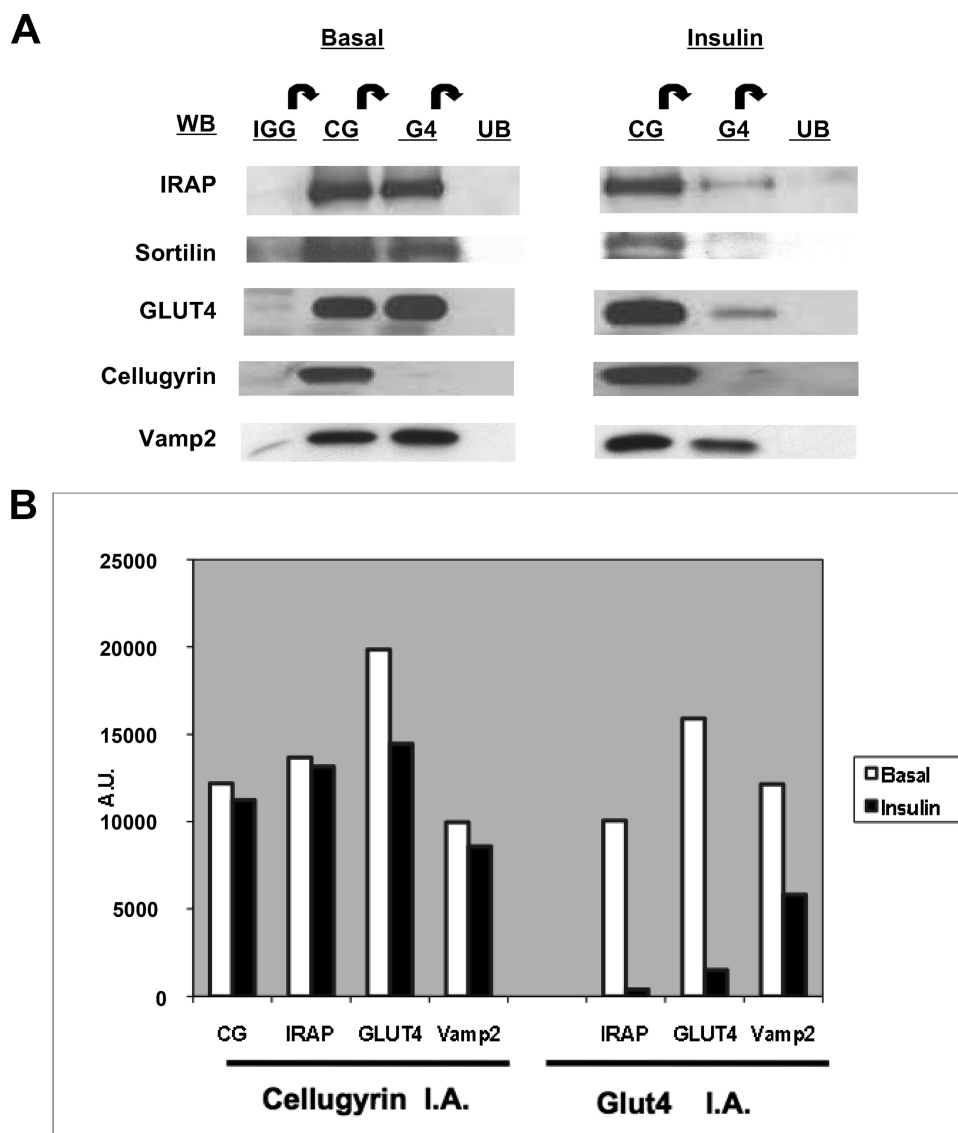 A
Basal Insulin
WB IGG CG G4 UB CG G4 UB
IRAP
Sortilin
GLUT4
Cellugyrin
Vamp2
B
25000
20000
15000
10000
5000
0
A.U.
Basal
Insulin
CG IRAP GLUT4 Vamp2 IRAP GLUT4 Vamp2
Cellugyrin I.A. Glut4 I.A.